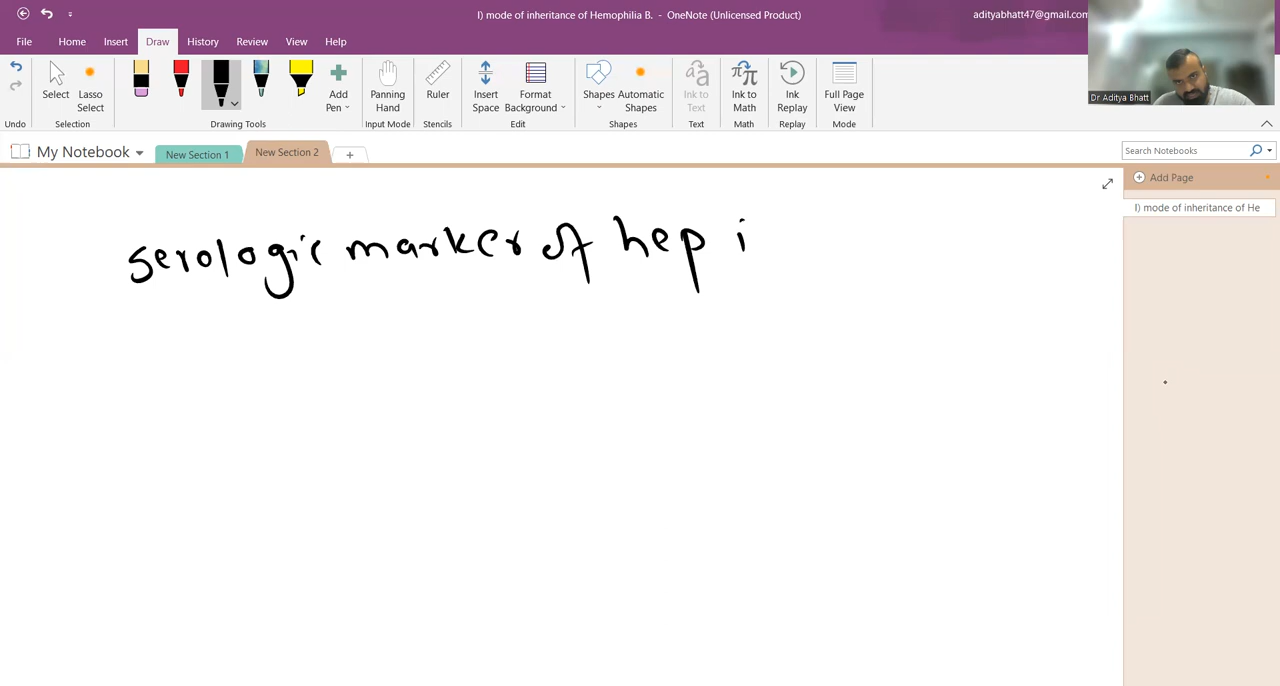 I) mode of inheritance of Hemophilia B. - OneNote (Unlicensed Product)
adityabhatt47@gmail.com
File Home Insert Draw History Review View Help
Select
Lasso Select
Add Pen
Panning Hand
Ruler
Insert Space
Format Background
Shapes
Automatic Shapes
Ink to Text
Ink to Math
Ink Replay
Full Page View
Undo Selection Drawing Tools Input Mode Stencils Edit Shapes Text Math Replay Mode
Dr Aditya Bhatt
My Notebook New Section 1 New Section 2
Search Notebooks
Add Page
I) mode of inheritance of He
serologic marker of hep i